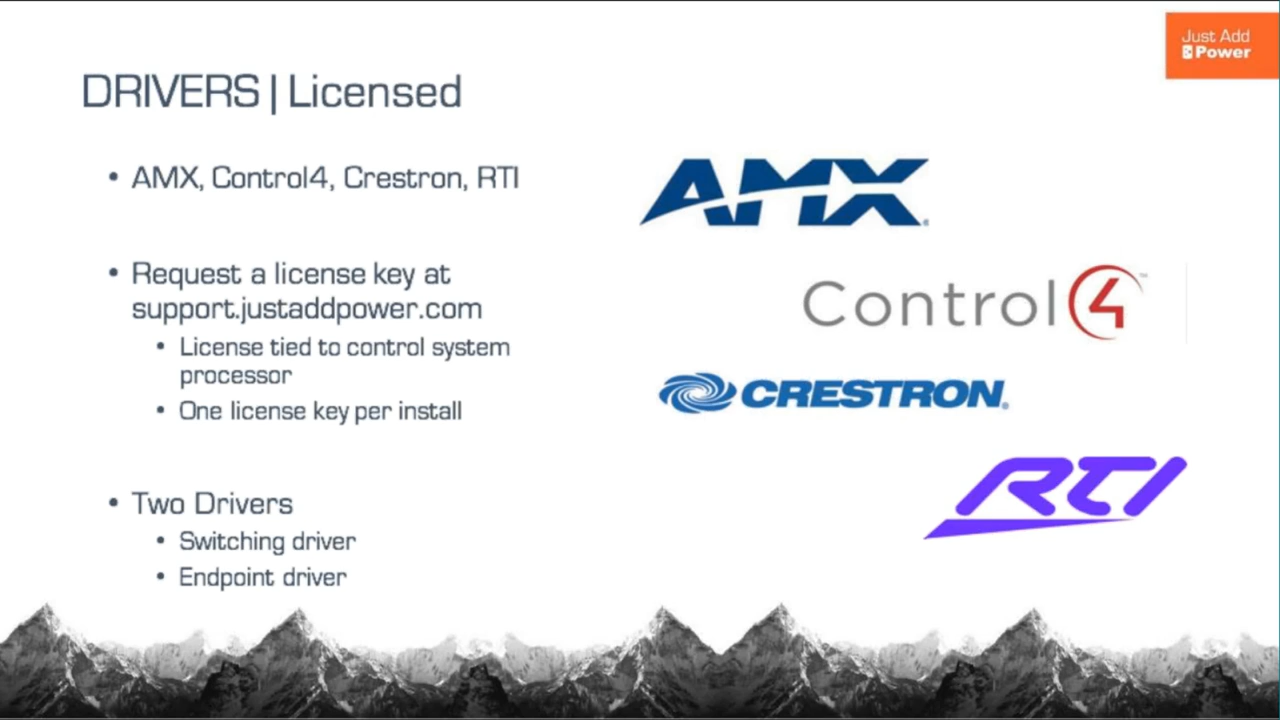 Just Add
Power
DRIVERS | Licensed
• AMX, Control4, Crestron, RTI
• Request a license key at
support.justaddpower.com
• License tied to control system
processor
• One license key per install
• Two Drivers
• Switching driver
• Endpoint driver
AMX®
Control4™
CRESTRON®
RTI